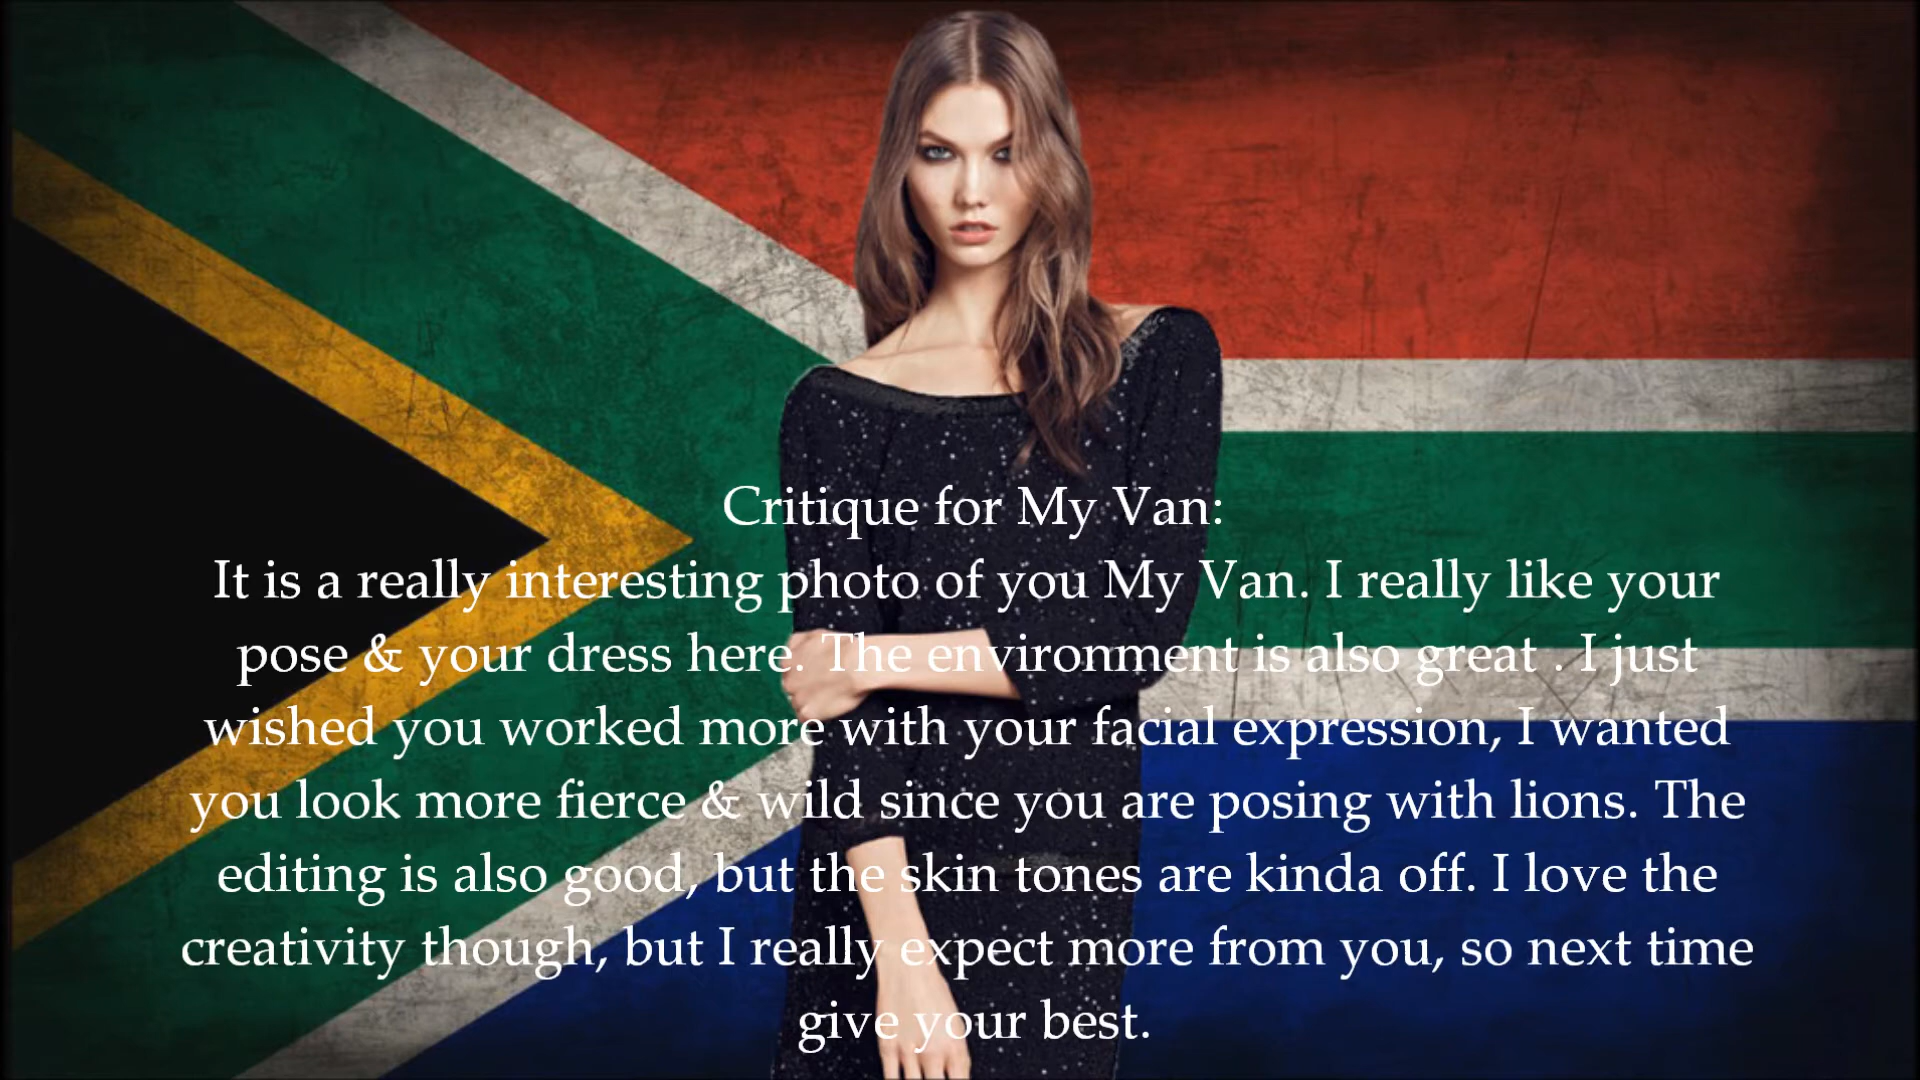 Critique for My Van:
It is a really interesting photo of you My Van. I really like your
pose & your dress here. The environment is also great . I just
wished you worked more with your facial expression, I wanted
you look more fierce & wild since you are posing with lions. The
editing is also good, but the skin tones are kinda off. I love the
creativity though, but I really expect more from you, so next time
give your best.